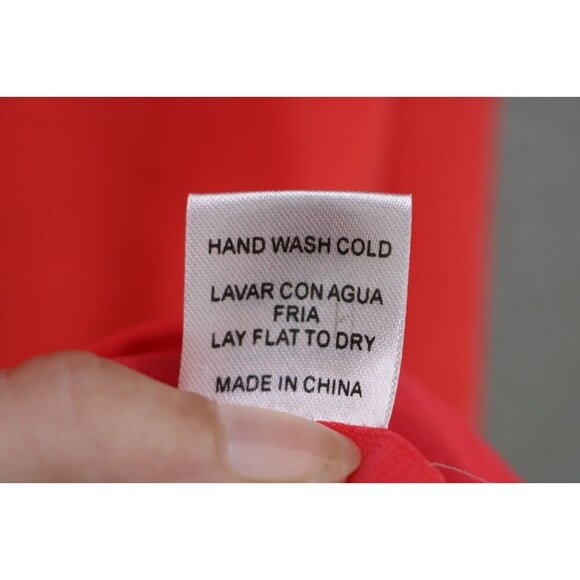 HAND WASH COLD
LAVAR CON AGUA
FRIA
LAY FLAT TO DRY
MADE IN CHINA